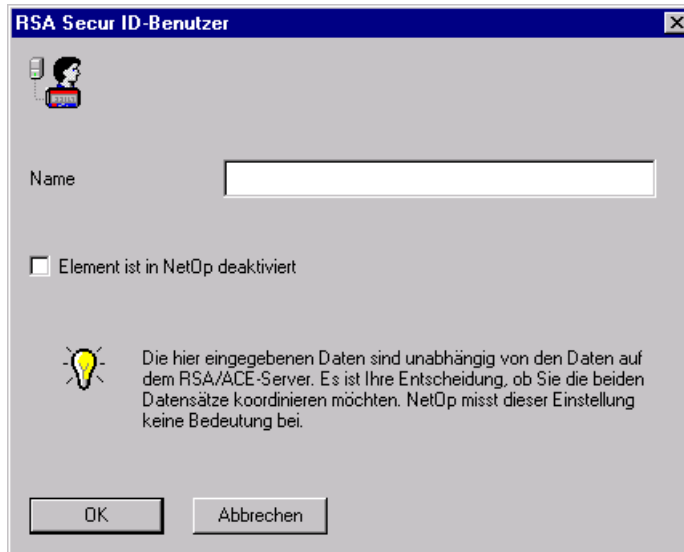 RSA Secur ID-Benutzer
Name
Element ist in NetOp deaktiviert
Die hier eingegebenen Daten sind unabhängig von den Daten auf
dem RSA/ACE-Server. Es ist Ihre Entscheidung, ob Sie die beiden
Datensätze koordinieren möchten. NetOp misst dieser Einstellung
keine Bedeutung bei.
OK
Abbrechen